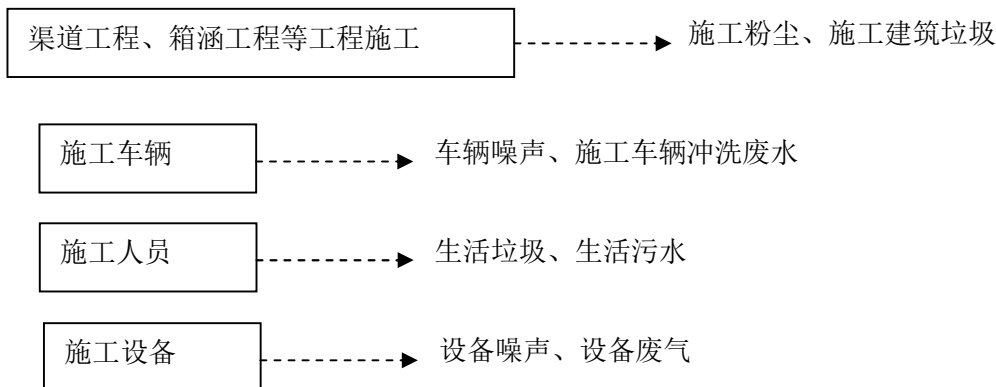 渠道工程、箱涵工程等工程施工 施工粉尘、施工建筑垃圾
施工车辆 车辆噪声、施工车辆冲洗废水
施工人员 生活垃圾、生活污水
施工设备 设备噪声、设备废气